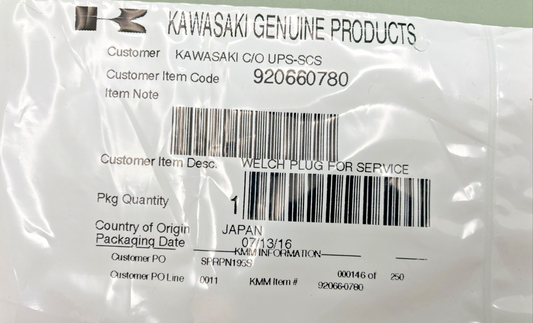 KAWASAKI GENUINE PRODUCTS
Customer KAWASAKI C/O UPS-SCS
Customer Item Code 920660780
Item Note
Customer Item Desc. WELCH PLUG FOR SERVICE
Pkg Quantity 1
Country of Origin JAPAN
Packaging Date 07/13/16
KMM INFORMATION
Customer PO SPRPN195S 000146 of 250
Customer PO Line 0011 KMM Item # 92066-0780